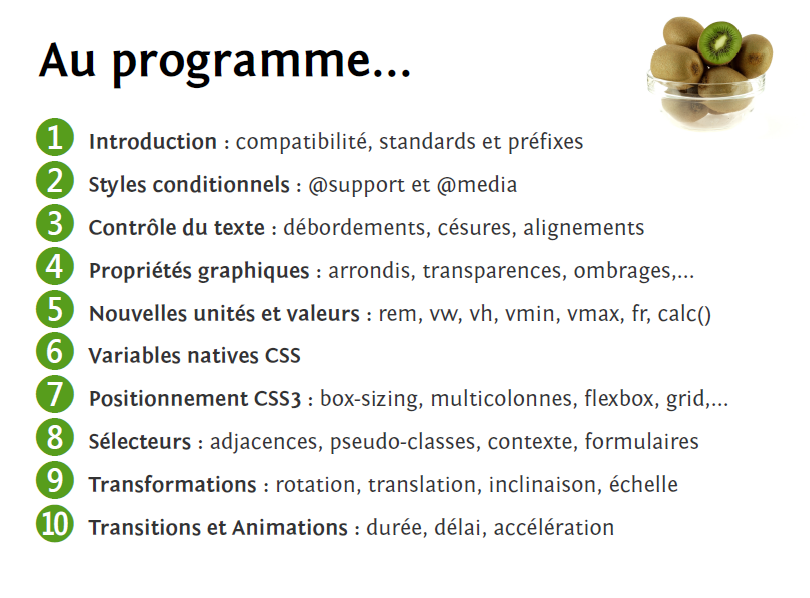 Au programme...
1 Introduction : compatibilité, standards et préfixes
2 Styles conditionnels : @support et @media
3 Contrôle du texte : débordements, césures, alignements
4 Propriétés graphiques : arrondis, transparences, ombrages,...
5 Nouvelles unités et valeurs : rem, vw, vh, vmin, vmax, fr, calc()
6 Variables natives CSS
7 Positionnement CSS3 : box-sizing, multicolonnes, flexbox, grid,...
8 Sélecteurs : adjacences, pseudo-classes, contexte, formulaires
9 Transformations : rotation, translation, inclinaison, échelle
10 Transitions et Animations : durée, délai, accélération